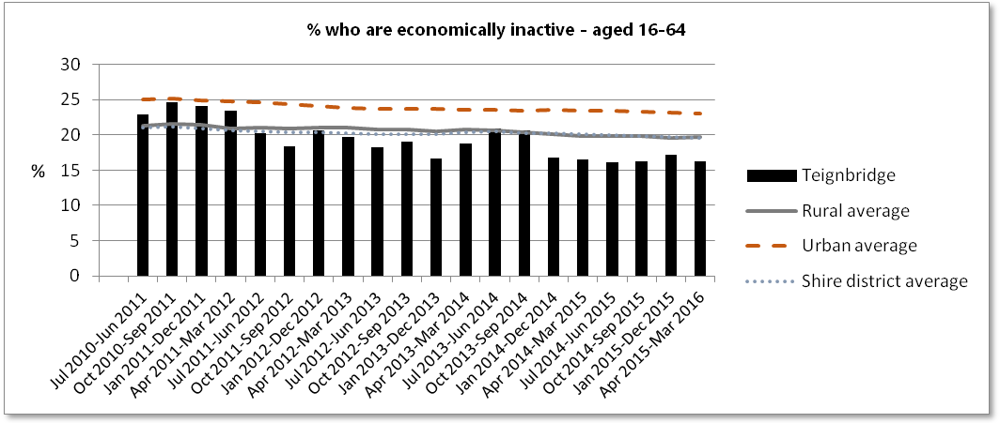 % who are economically inactive - aged 16-64
30
25
20
15
10
5
0
%
Jul 2010-Jun 2011
Oct 2010-Sep 2011
Jan 2011-Dec 2011
Apr 2011-Mar 2012
Jul 2011-Jun 2012
Oct 2011-Sep 2012
Jan 2012-Dec 2012
Apr 2012-Mar 2013
Jul 2012-Jun 2013
Oct 2012-Sep 2013
Jan 2013-Dec 2013
Apr 2013-Mar 2014
Jul 2013-Jun 2014
Oct 2013-Sep 2014
Jan 2014-Dec 2014
Apr 2014-Mar 2015
Jul 2014-Jun 2015
Oct 2014-Sep 2015
Jan 2015-Dec 2015
Apr 2015-Mar 2016
Teignbridge
Rural average
Urban average
Shire district average